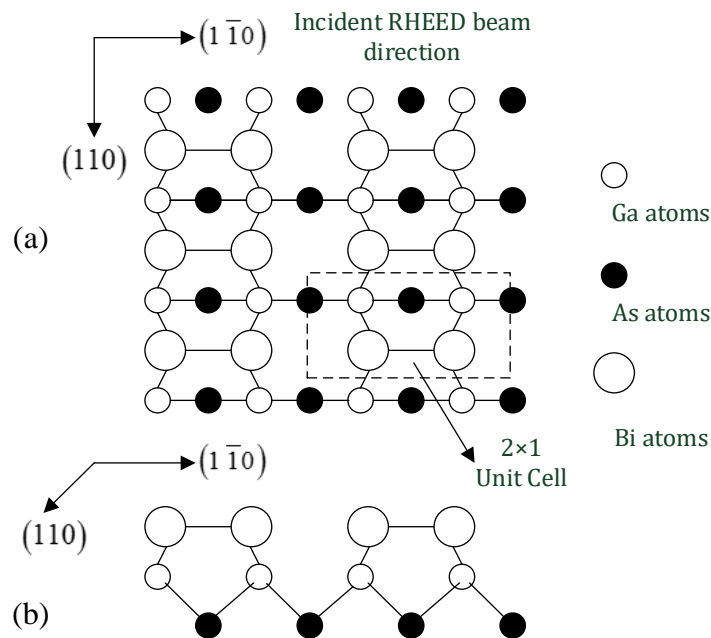 (1 1̅0)
Incident RHEED beam
direction
(110)
(a)
Ga atoms
As atoms
Bi atoms
2×1
Unit Cell
(1 1̅0)
(110)
(b)